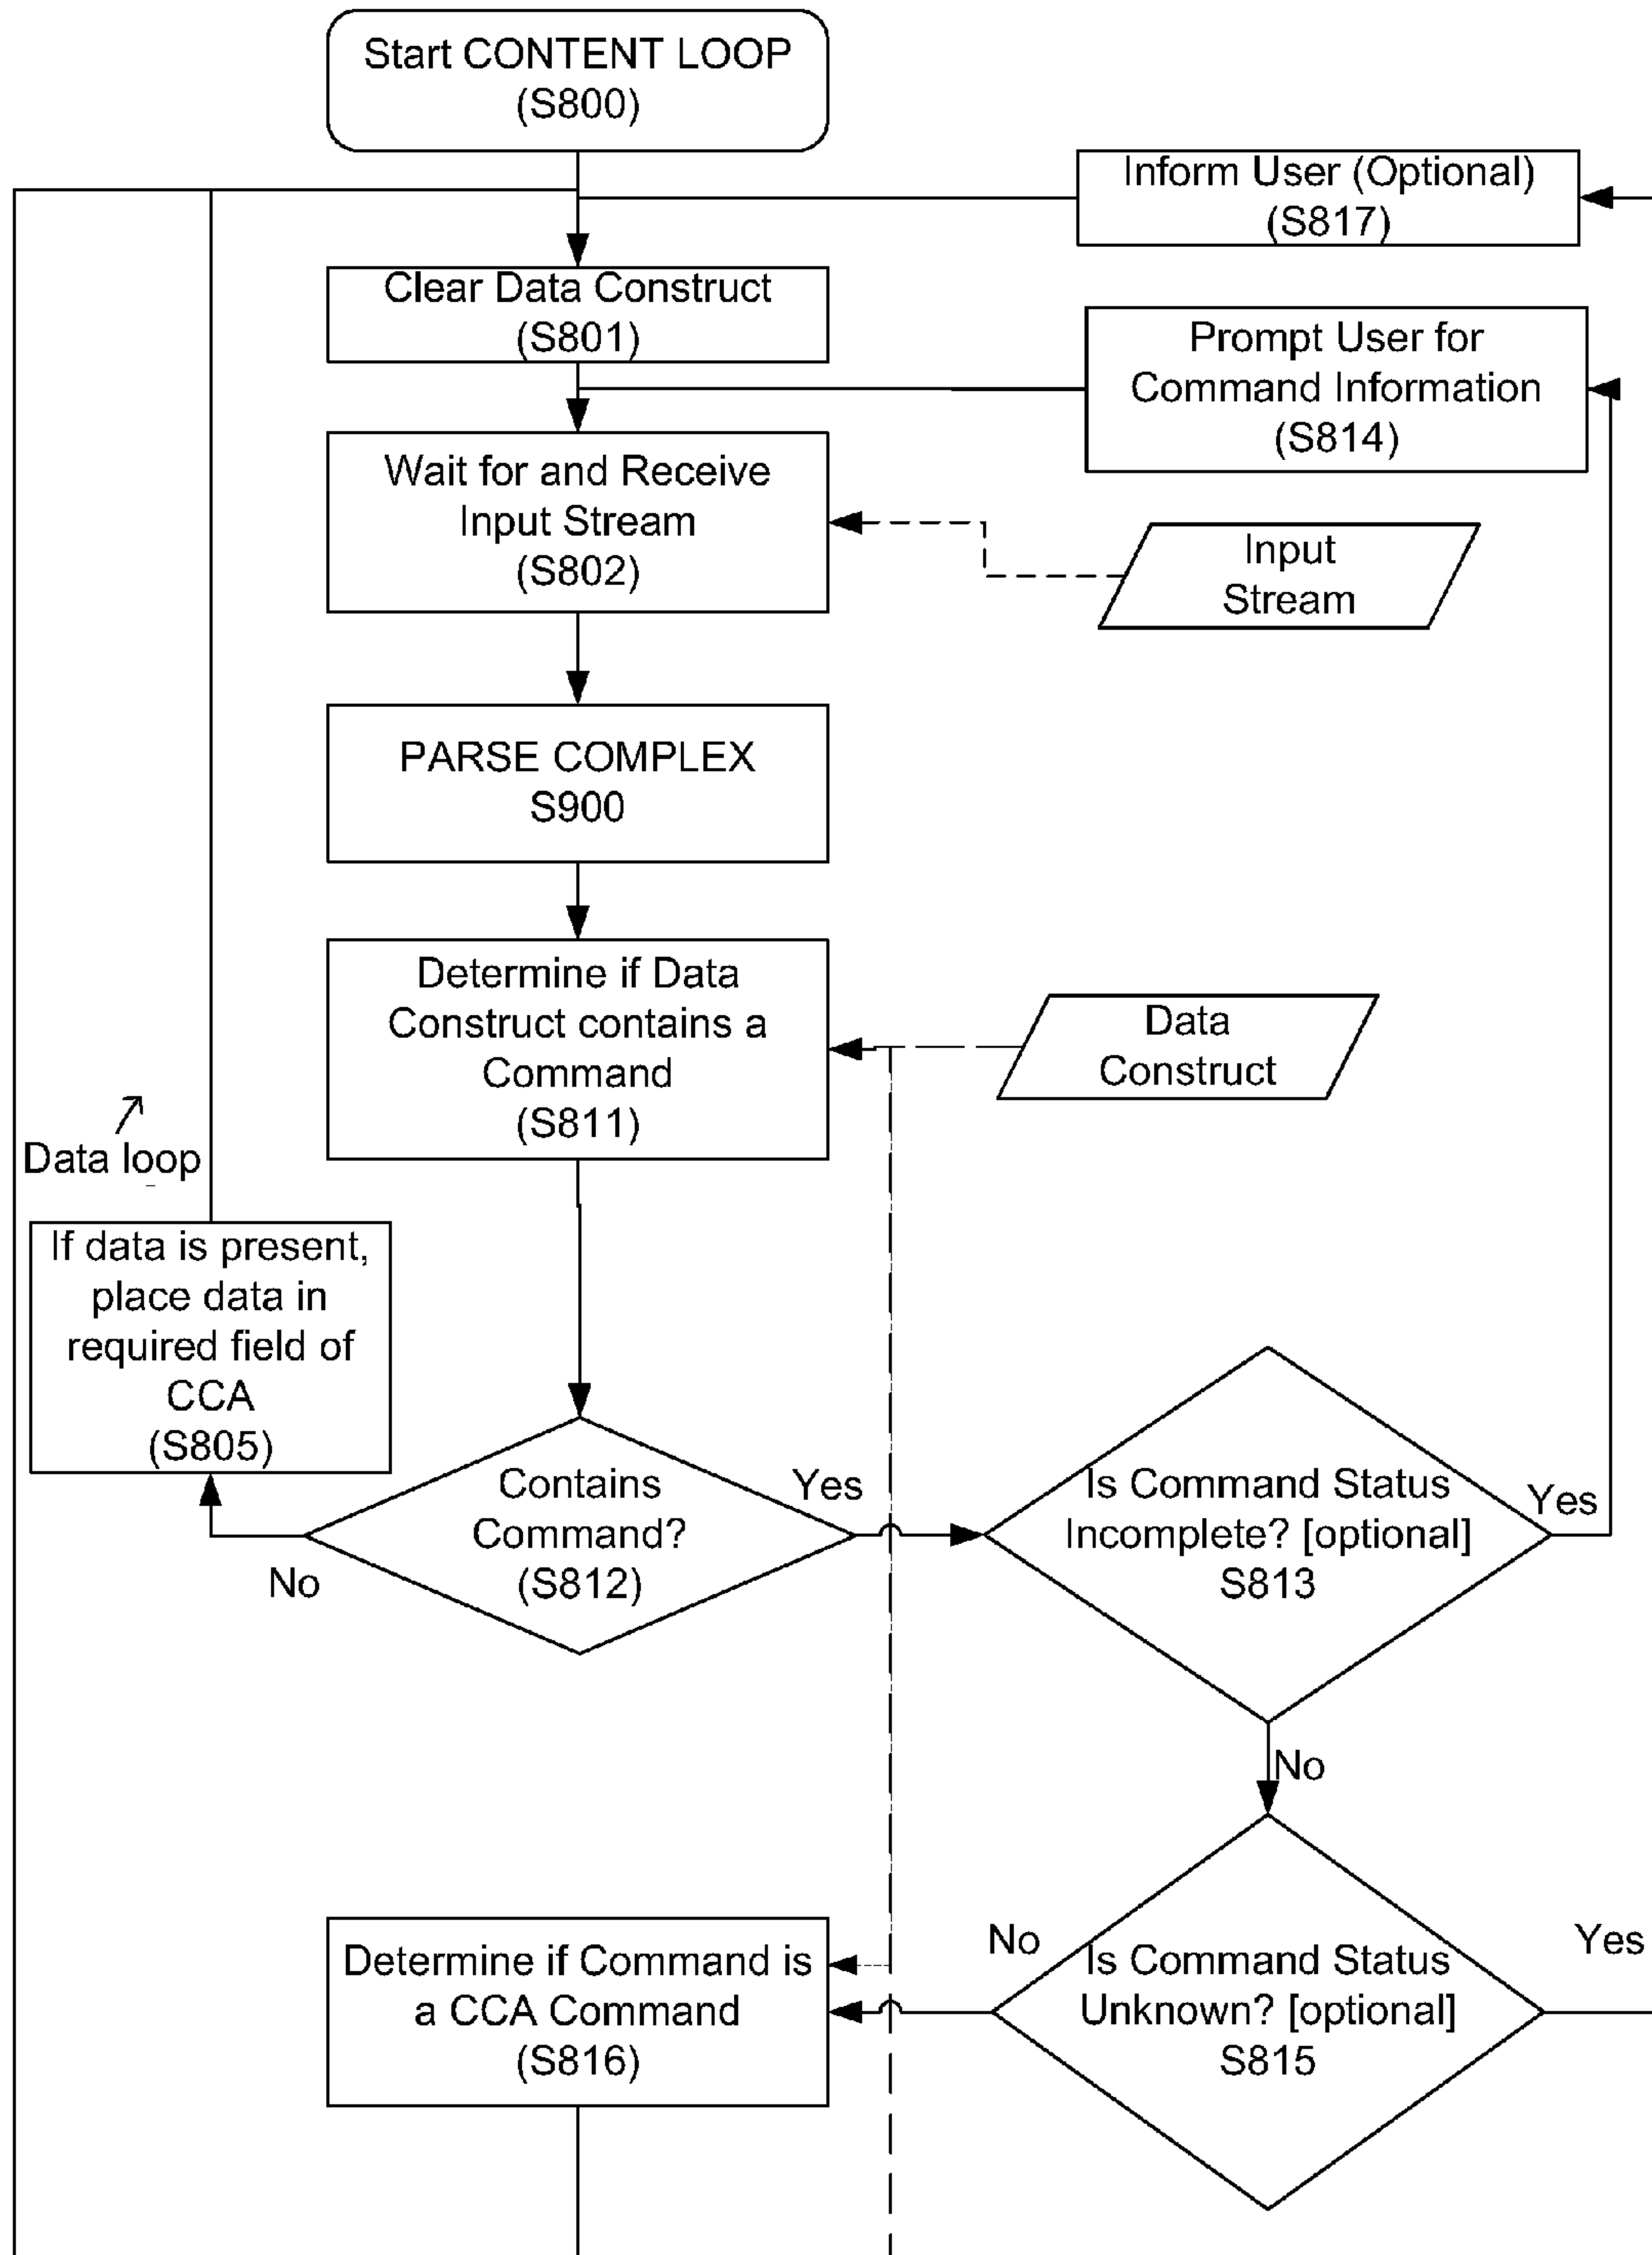 Start CONTENT LOOP
(S800)
Inform User (Optional)
(S817)
Clear Data Construct
(S801)
Prompt User for
Command Information
(S814)
Wait for and Receive
Input Stream
(S802)
Input
Stream
PARSE COMPLEX
S900
Determine if Data
Construct contains a
Command
(S811)
Data
Construct
Data loop
If data is present,
place data in
required field of
CCA
(S805)
Contains
Command?
(S812)
Yes
No
Is Command Status
Incomplete? [optional]
S813
Yes
No
Determine if Command is
a CCA Command
(S816)
No
Is Command Status
Unknown? [optional]
S815
Yes